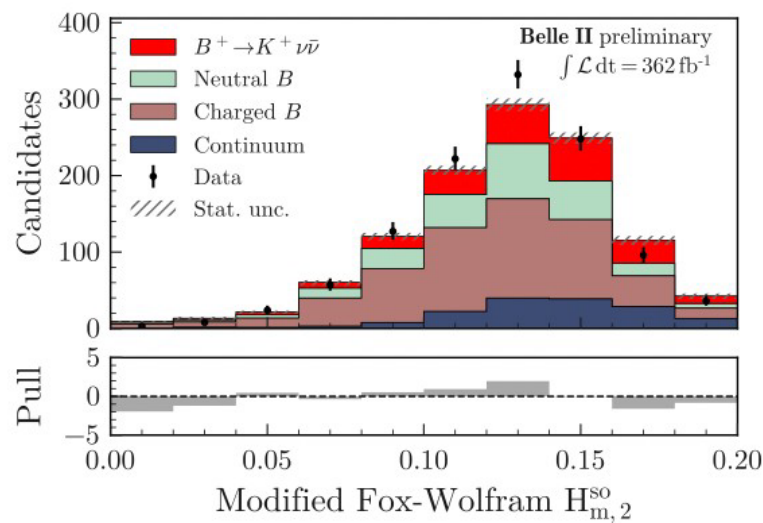 400
300
200
100
0
Candidates
B⁺→K⁺νν̄
Neutral B
Charged B
Continuum
Data
Stat. unc.
Belle II preliminary
∫ ℒ dt = 362 fb⁻¹
5
0
−5
Pull
0.00 0.05 0.10 0.15 0.20
Modified Fox-Wolfram H^{so}_{m, 2}